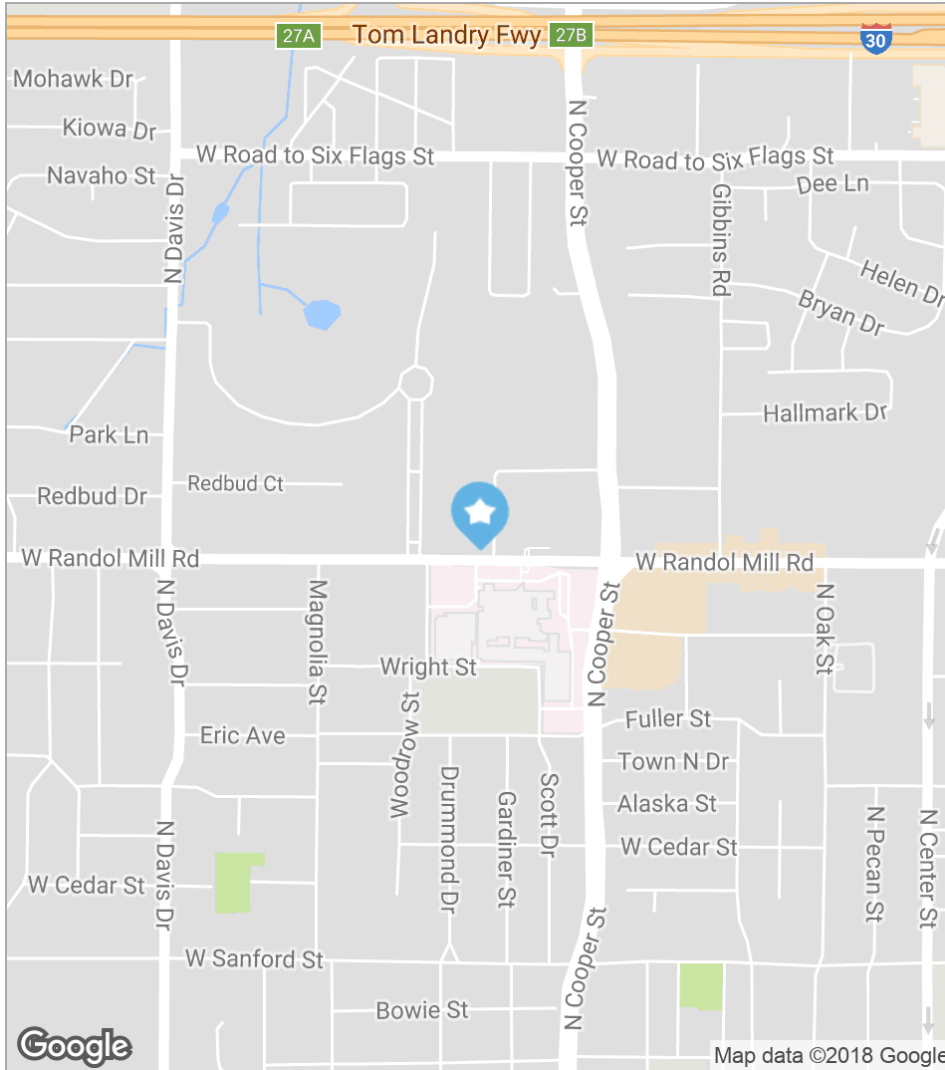 27A
Tom Landry Fwy
27B
30
Mohawk Dr
Kiowa Dr
Navaho St
W Road to Six Flags St
W Road to Six Flags St
N Cooper St
Dee Ln
N Davis Dr
Gibbins Rd
Helen Dr
Bryan Dr
Hallmark Dr
Park Ln
Redbud Ct
Redbud Dr
W Randol Mill Rd
W Randol Mill Rd
N Davis Dr
Magnolia St
N Cooper St
N Oak St
Wright St
Woodrow St
Fuller St
Eric Ave
Town N Dr
Drummond Dr
Gardiner St
Scott Dr
Alaska St
W Cedar St
N Pecan St
N Center St
N Davis Dr
W Cedar St
N Cooper St
W Sanford St
Bowie St
Google
Map data ©2018 Google